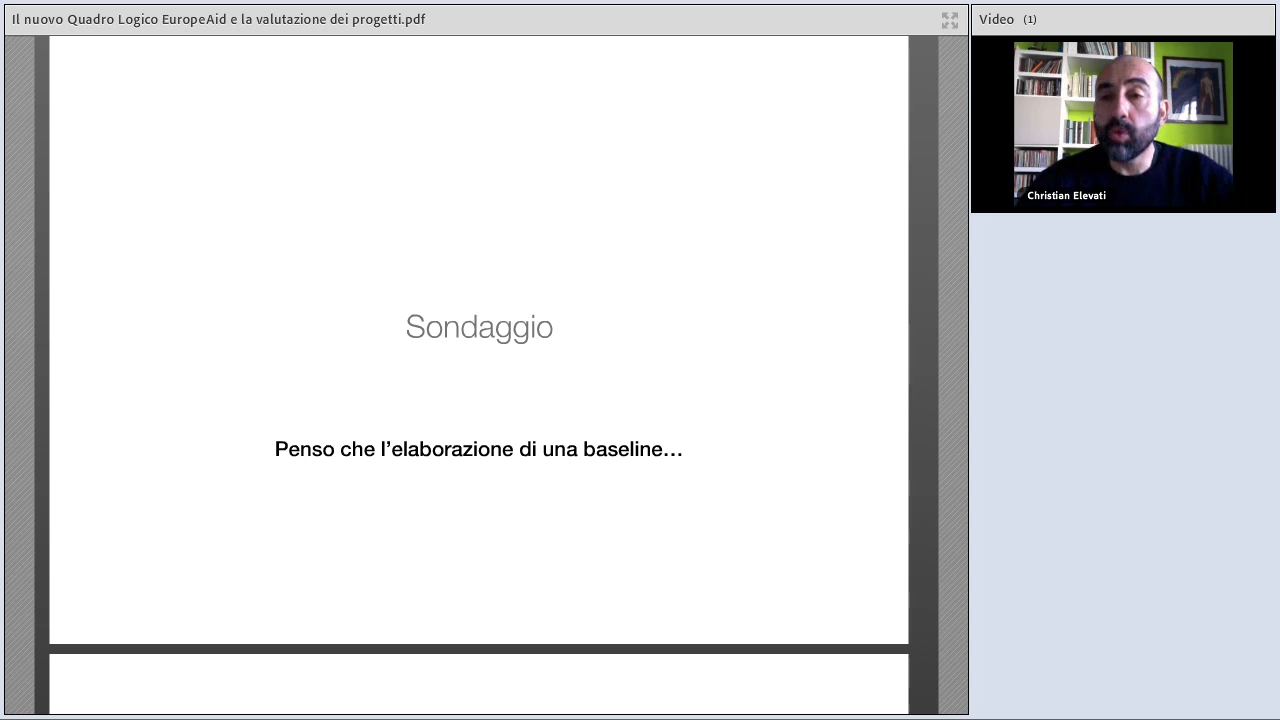 Il nuovo Quadro Logico EuropeAid e la valutazione dei progetti.pdf
Video (1)
Christian Elevati
Sondaggio
Penso che l’elaborazione di una baseline…